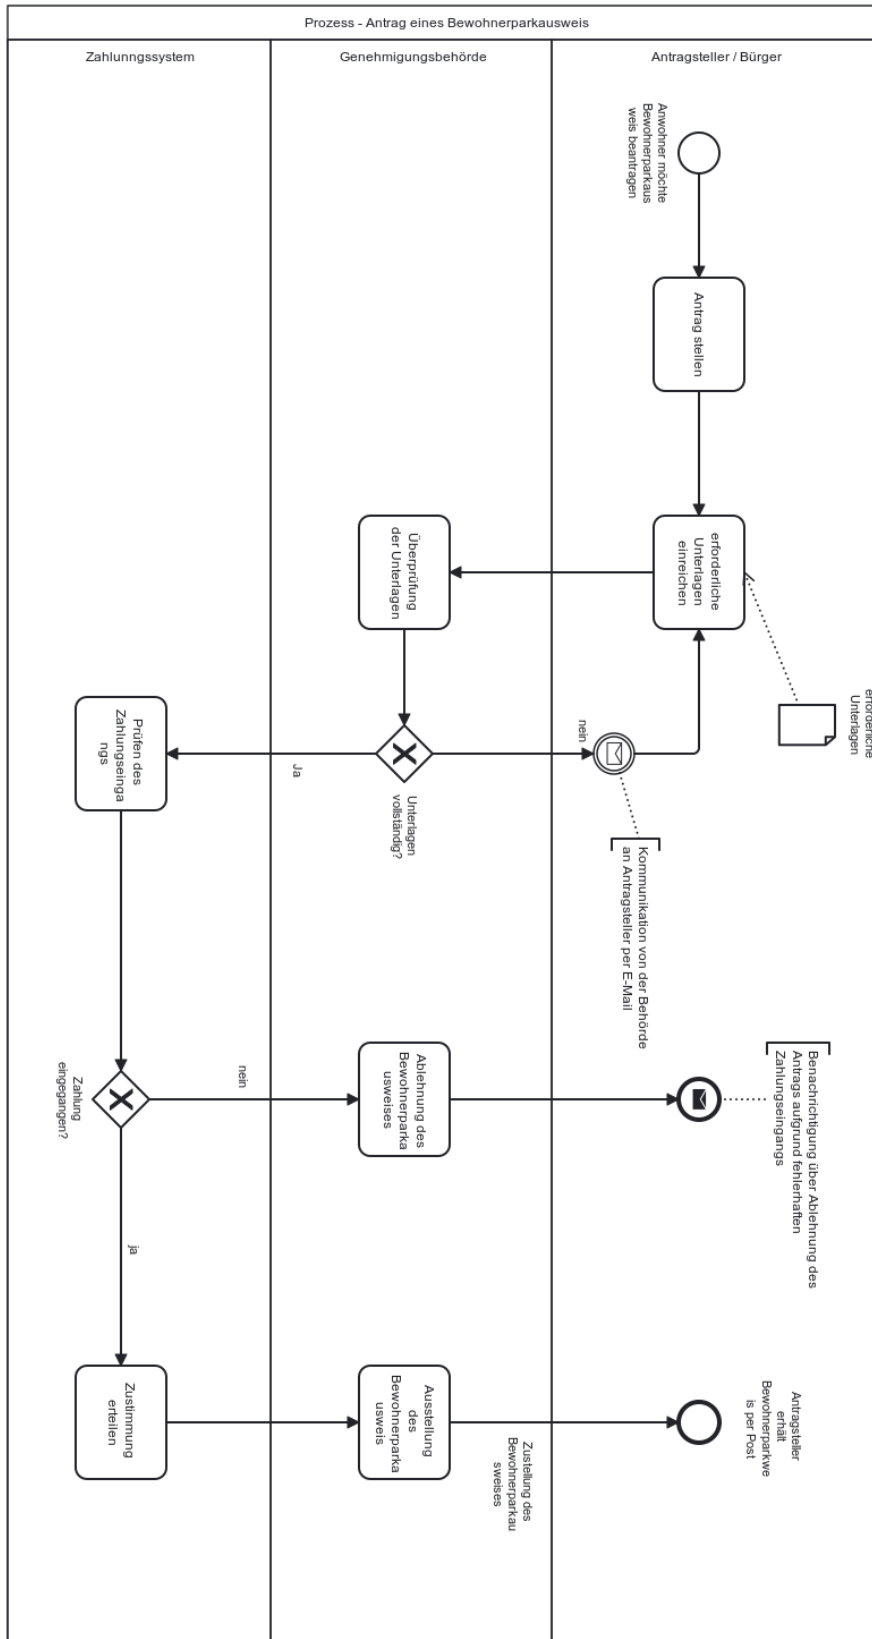 Prozess - Antrag eines Bewohnerparkausweis
Zahlunngssystem
Genehmigungsbehörde
Antragsteller / Bürger
Anwohner möchte
Bewohnerparkaus
weis beantragen
Antrag stellen
erforderliche
Unterlagen
einreichen
erforderliche
Unterlagen
Überprüfung
der Unterlagen
Unterlagen
vollständig?
nein
Ja
Kommunikation von der Behörde
an Antragsteller per E-Mail
Prüfen des
Zahlungseinga
ngs
Zahlung
eingegangen?
nein
Ablehnung des
Bewohnerparka
usweises
Benachrichtigung über Ablehnung des
Antrags aufgrund fehlerhaften
Zahlungseingangs
ja
Zustimmung
erteilen
Ausstellung
des
Bewohnerparka
usweis
Zustellung des
Bewohnerparkau
sweises
Antragsteller
erhält
Bewohnerparkwe
is per Post